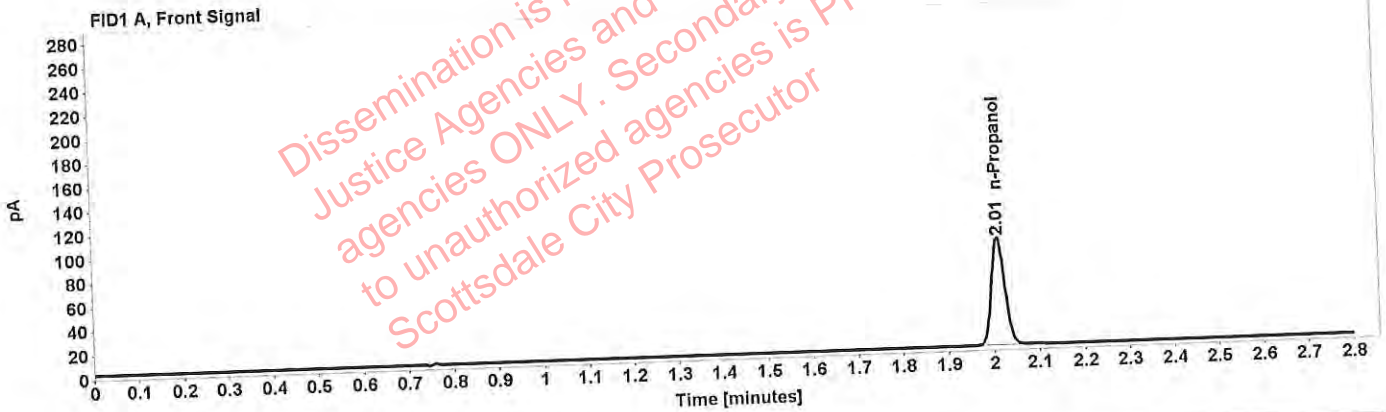 FID1 A, Front Signal
Dissemination is
Justice Agencies and
agencies ONLY. Secondary
to unauthorized agencies is
Scottsdale City Prosecutor
280
260
240
220
200
180
160
140
120
100
80
60
40
20
0
pA
2.01 n-Propanol
0 0.1 0.2 0.3 0.4 0.5 0.6 0.7 0.8 0.9 1 1.1 1.2 1.3 1.4 1.5 1.6 1.7 1.8 1.9 2 2.1 2.2 2.3 2.4 2.5 2.6 2.7 2.8
Time [minutes]